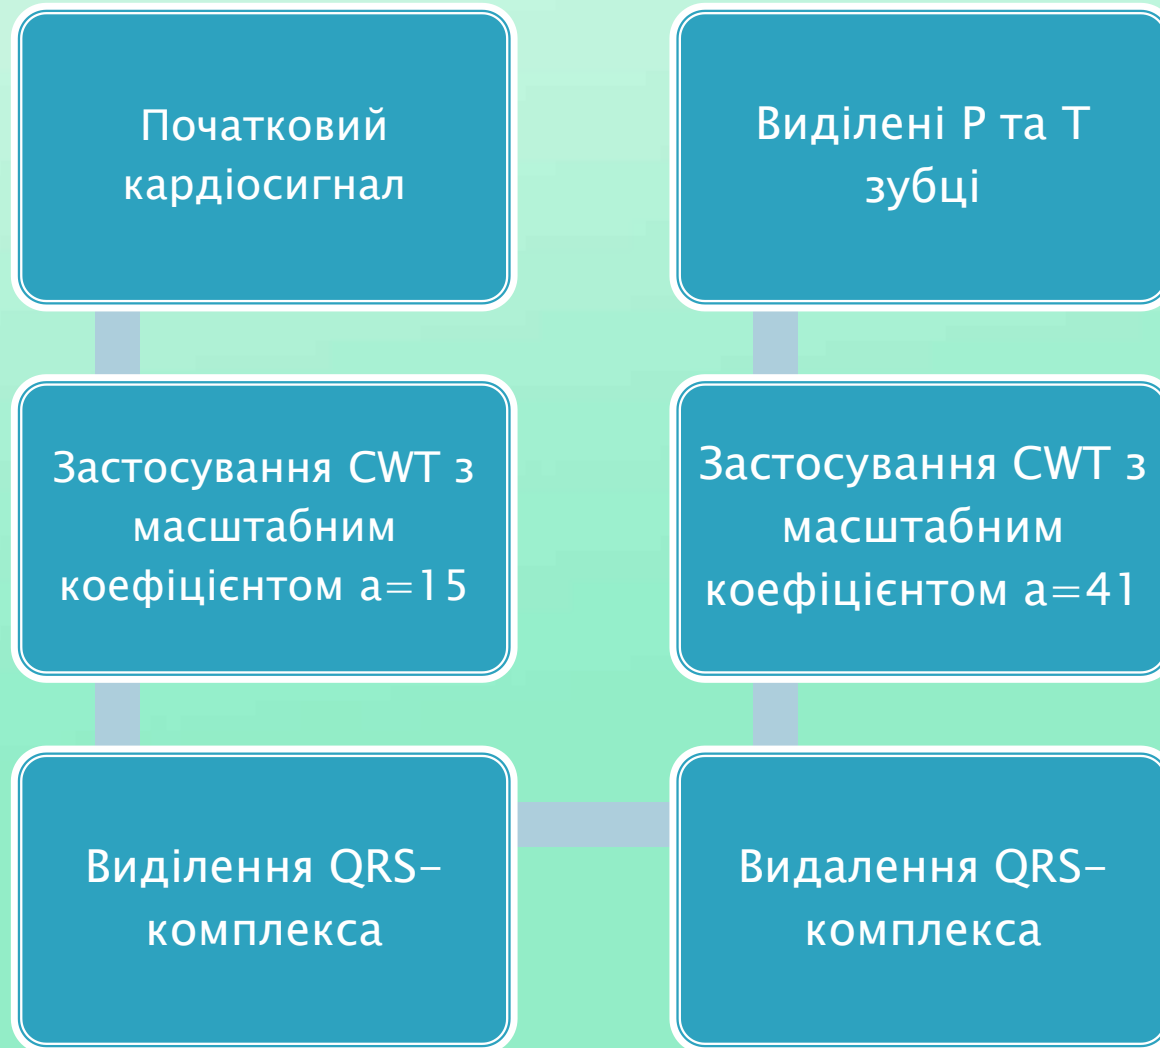 Початковий
кардіосигнал
Застосування CWT з
масштабним
коефіцієнтом a=15
Виділення QRS-
комплекса
Видалення QRS-
комплекса
Застосування CWT з
масштабним
коефіцієнтом a=41
Виділені P та T
зубці